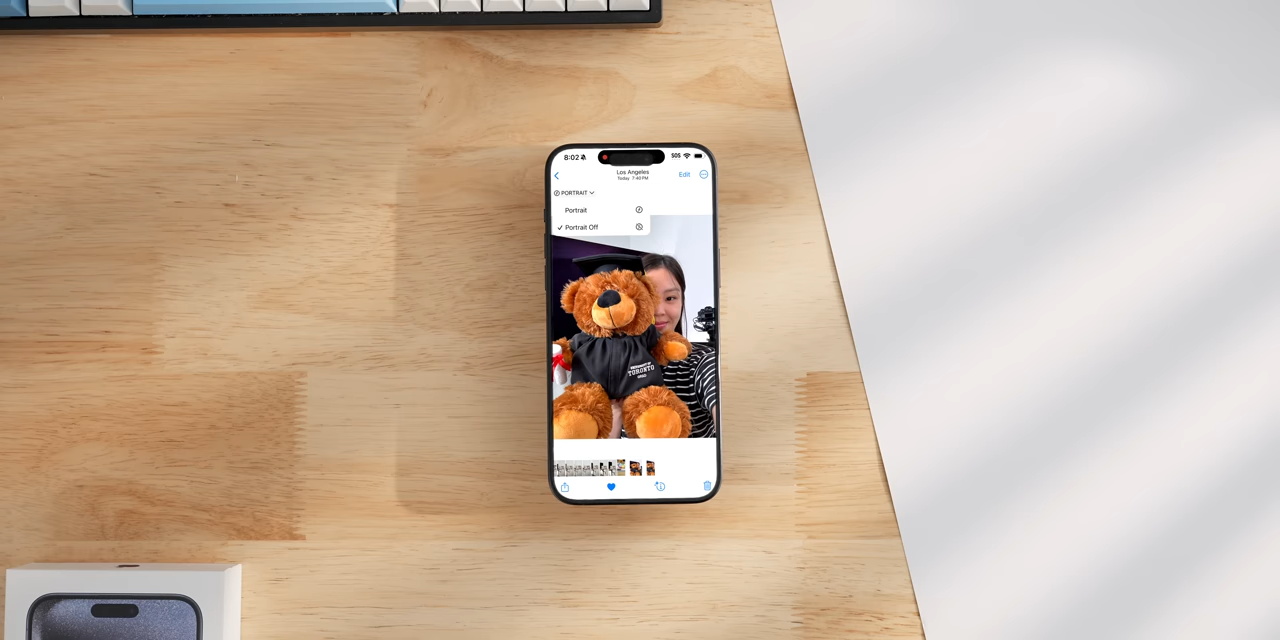 8:02
SOS
Los Angeles
Today 7:40 PM
Edit
PORTRAIT
Portrait
Portrait Off
TORONTO